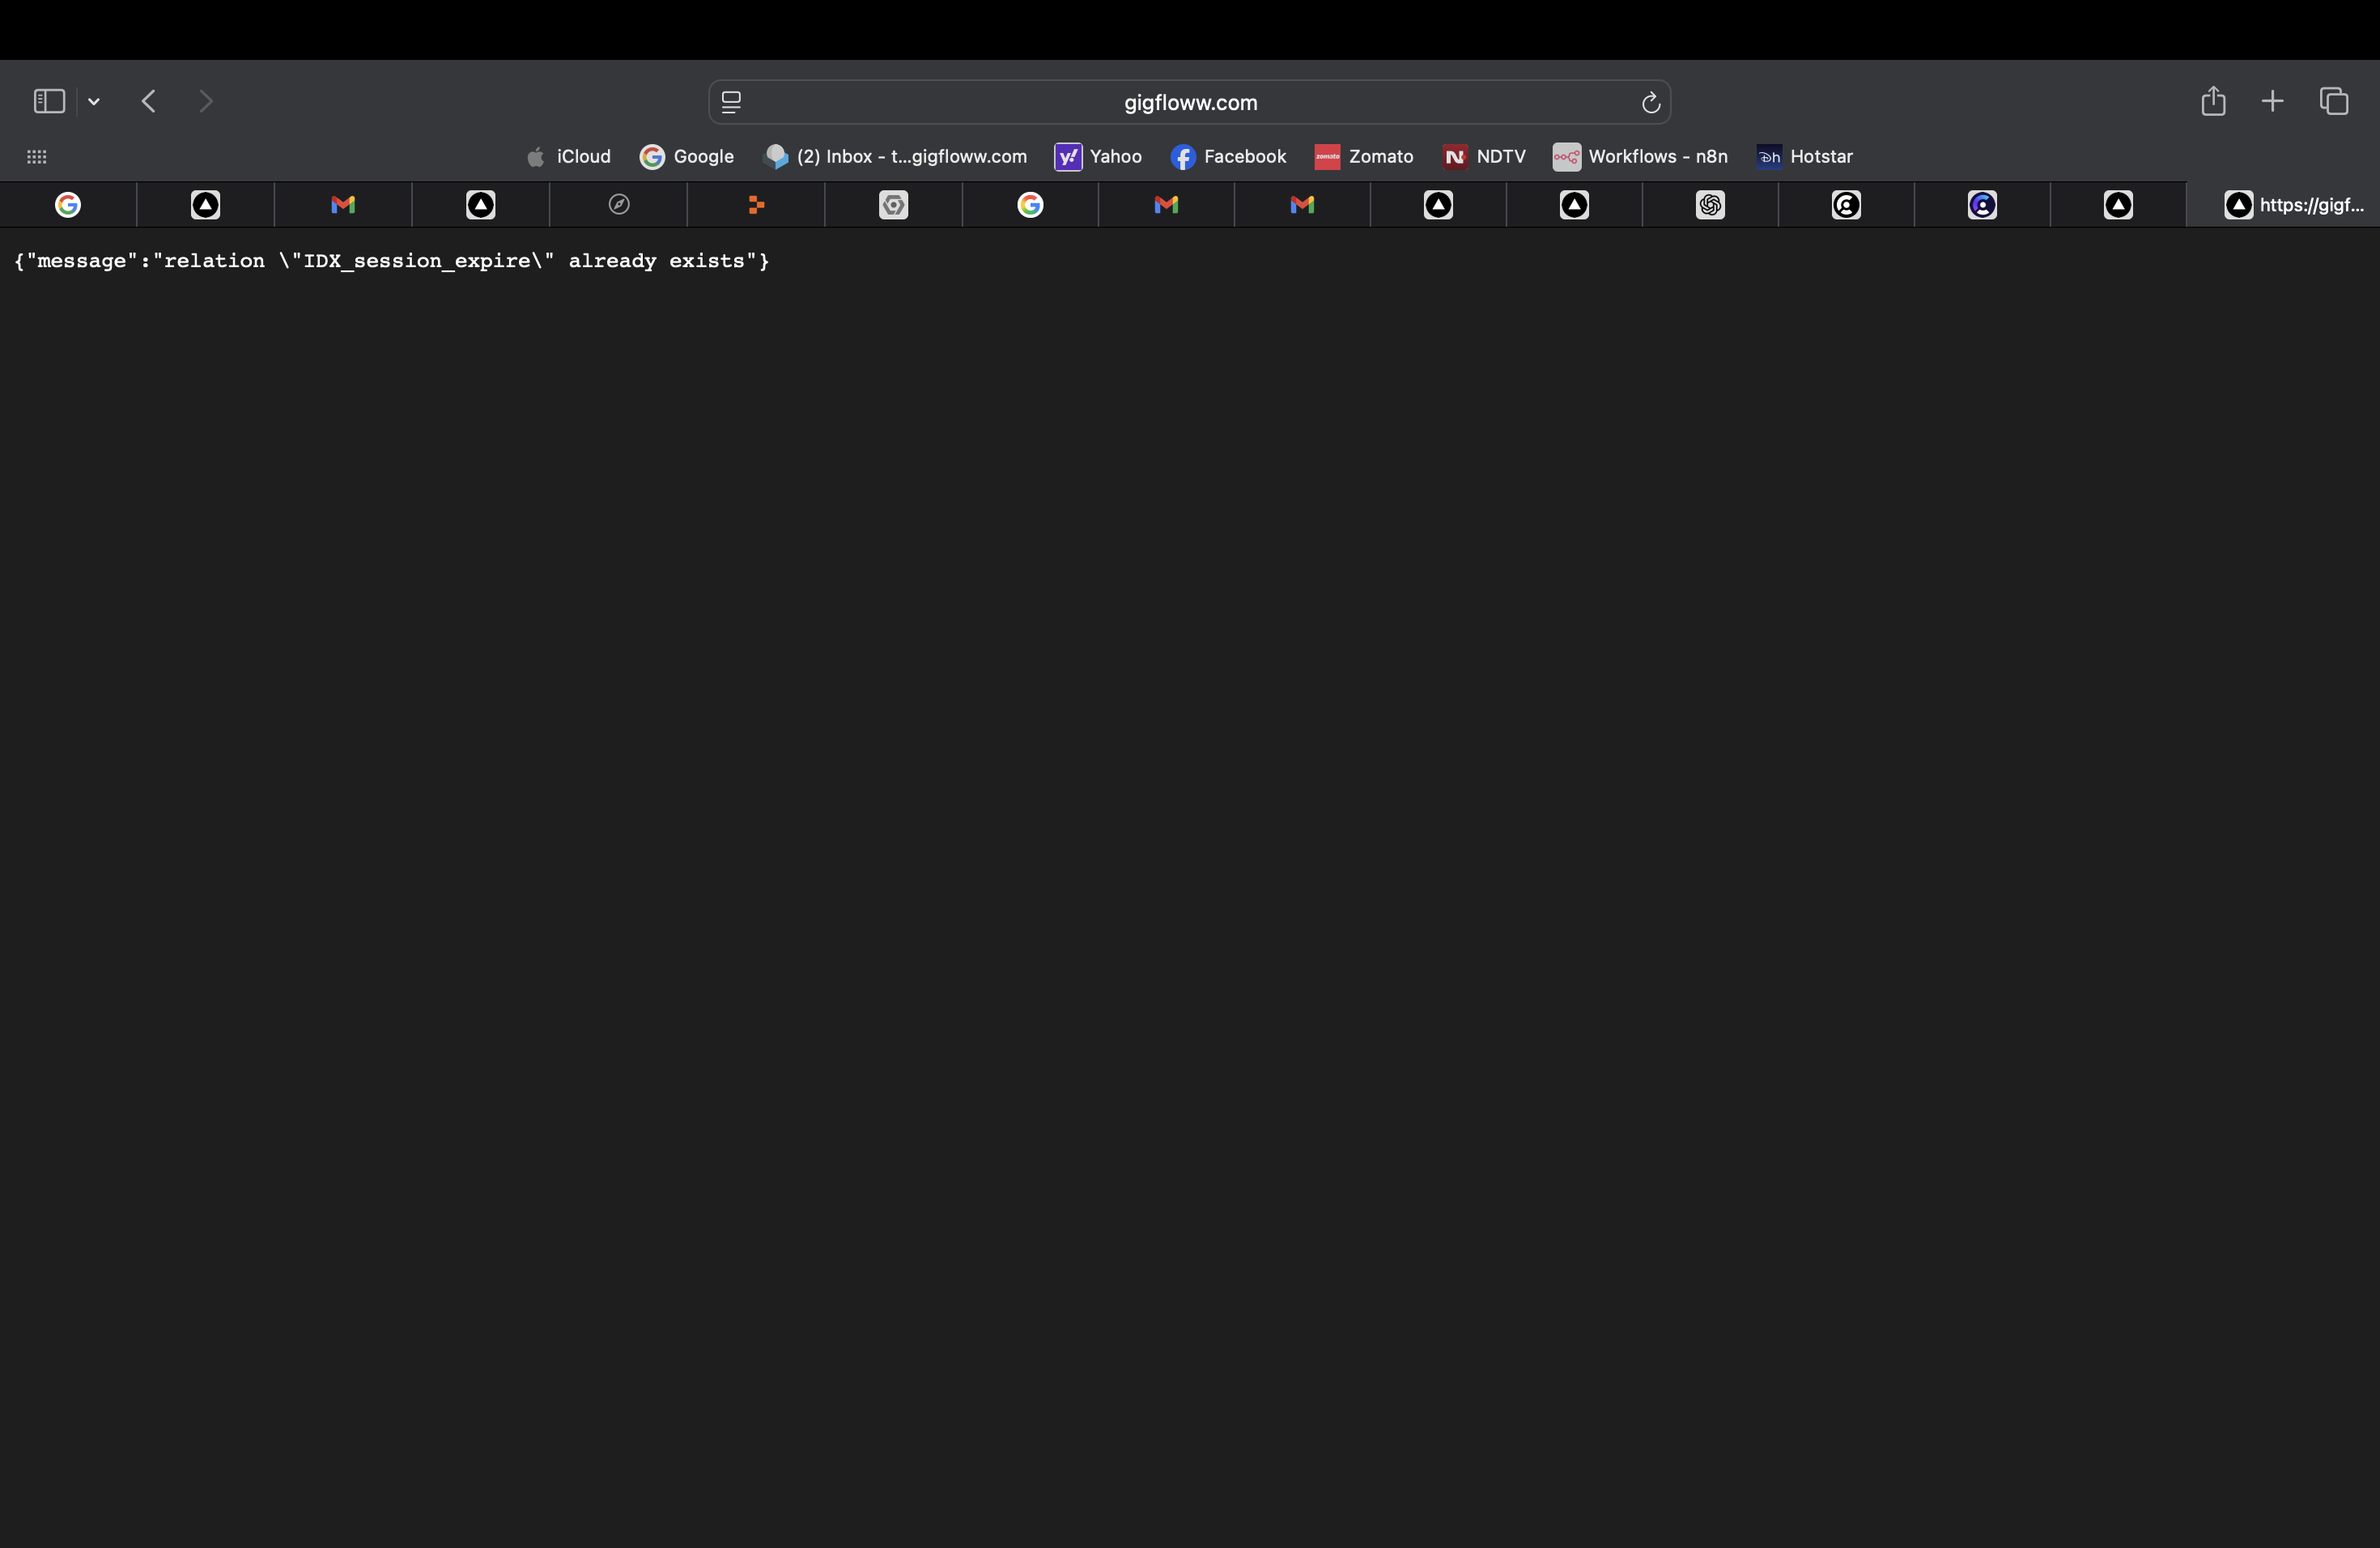 gigfloww.com
iCloud
Google
(2) Inbox - t...gigfloww.com
y! Yahoo
Facebook
zomato Zomato
N NDTV
Workflows - n8n
h Hotstar
https://gigf...
{"message":"relation \"IDX_session_expire\" already exists"}